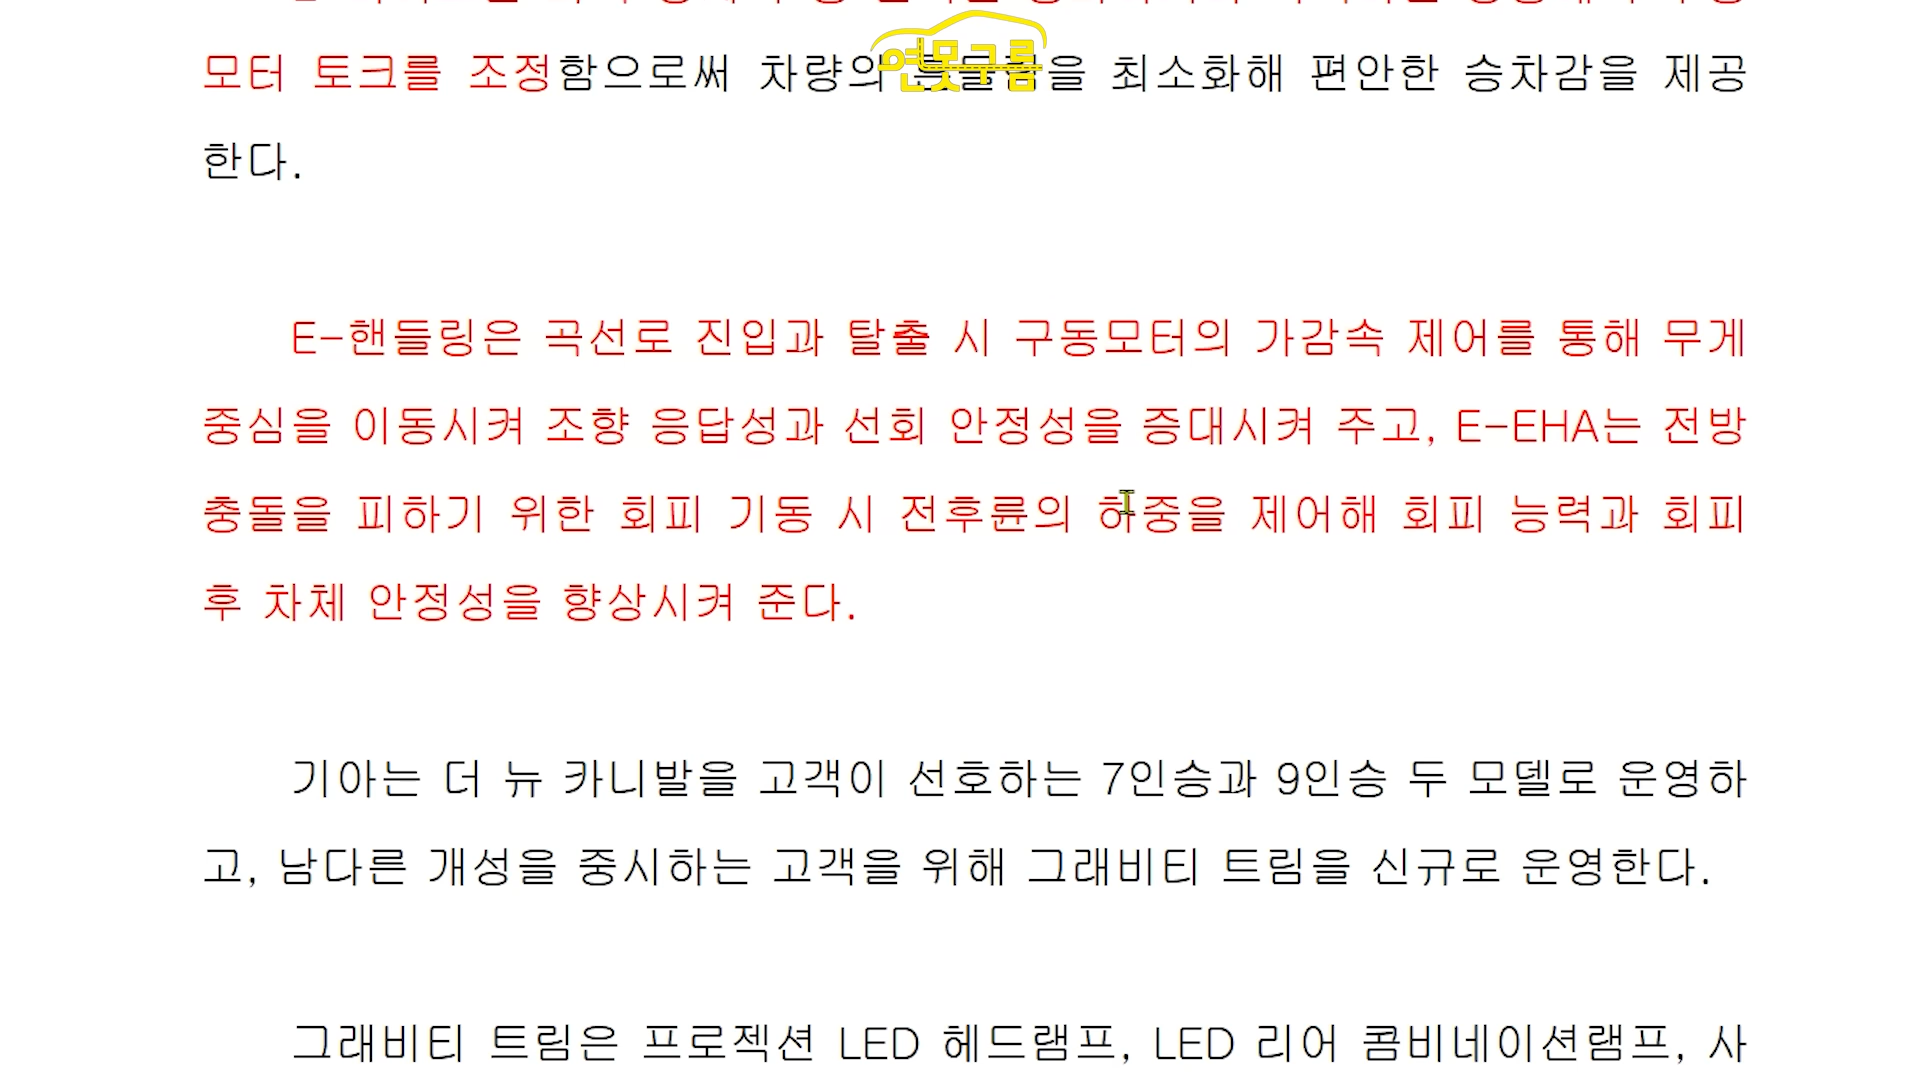 연못구름
모터 토크를 조정함으로써 차량의 을 최소화해 편안한 승차감을 제공
한다.
E-핸들링은 곡선로 진입과 탈출 시 구동모터의 가감속 제어를 통해 무게
중심을 이동시켜 조향 응답성과 선회 안정성을 증대시켜 주고, E-EHA는 전방
충돌을 피하기 위한 회피 기동 시 전후륜의 하중을 제어해 회피 능력과 회피
후 차체 안정성을 향상시켜 준다.
기아는 더 뉴 카니발을 고객이 선호하는 7인승과 9인승 두 모델로 운영하
고, 남다른 개성을 중시하는 고객을 위해 그래비티 트림을 신규로 운영한다.
그래비티 트림은 프로젝션 LED 헤드램프, LED 리어 콤비네이션램프, 사